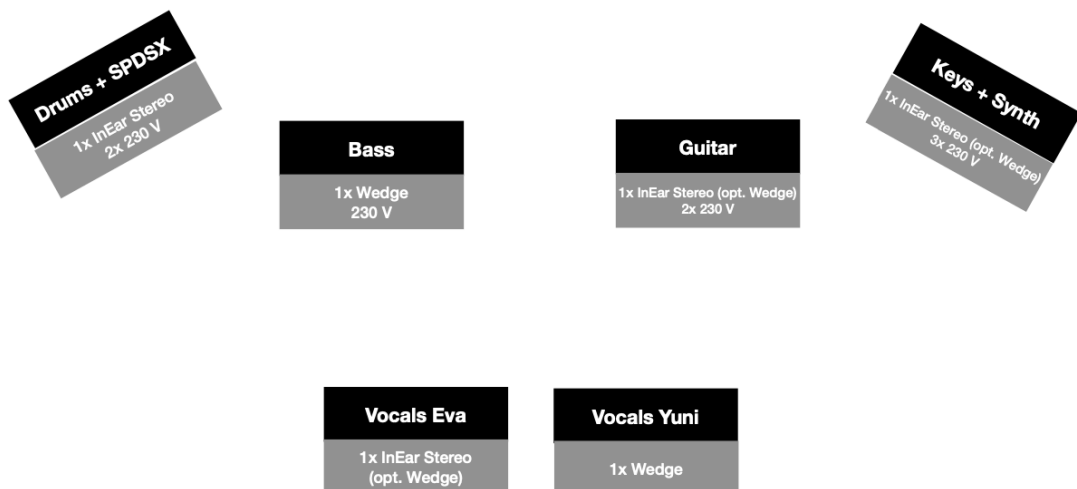 Drums + SPDSX
1x InEar Stereo
2x 230 V
Bass
1x Wedge
230 V
Guitar
1x InEar Stereo (opt. Wedge)
2x 230 V
Keys + Synth
1x InEar Stereo (opt. Wedge)
3x 230 V
Vocals Eva
1x InEar Stereo
(opt. Wedge)
Vocals Yuni
1x Wedge